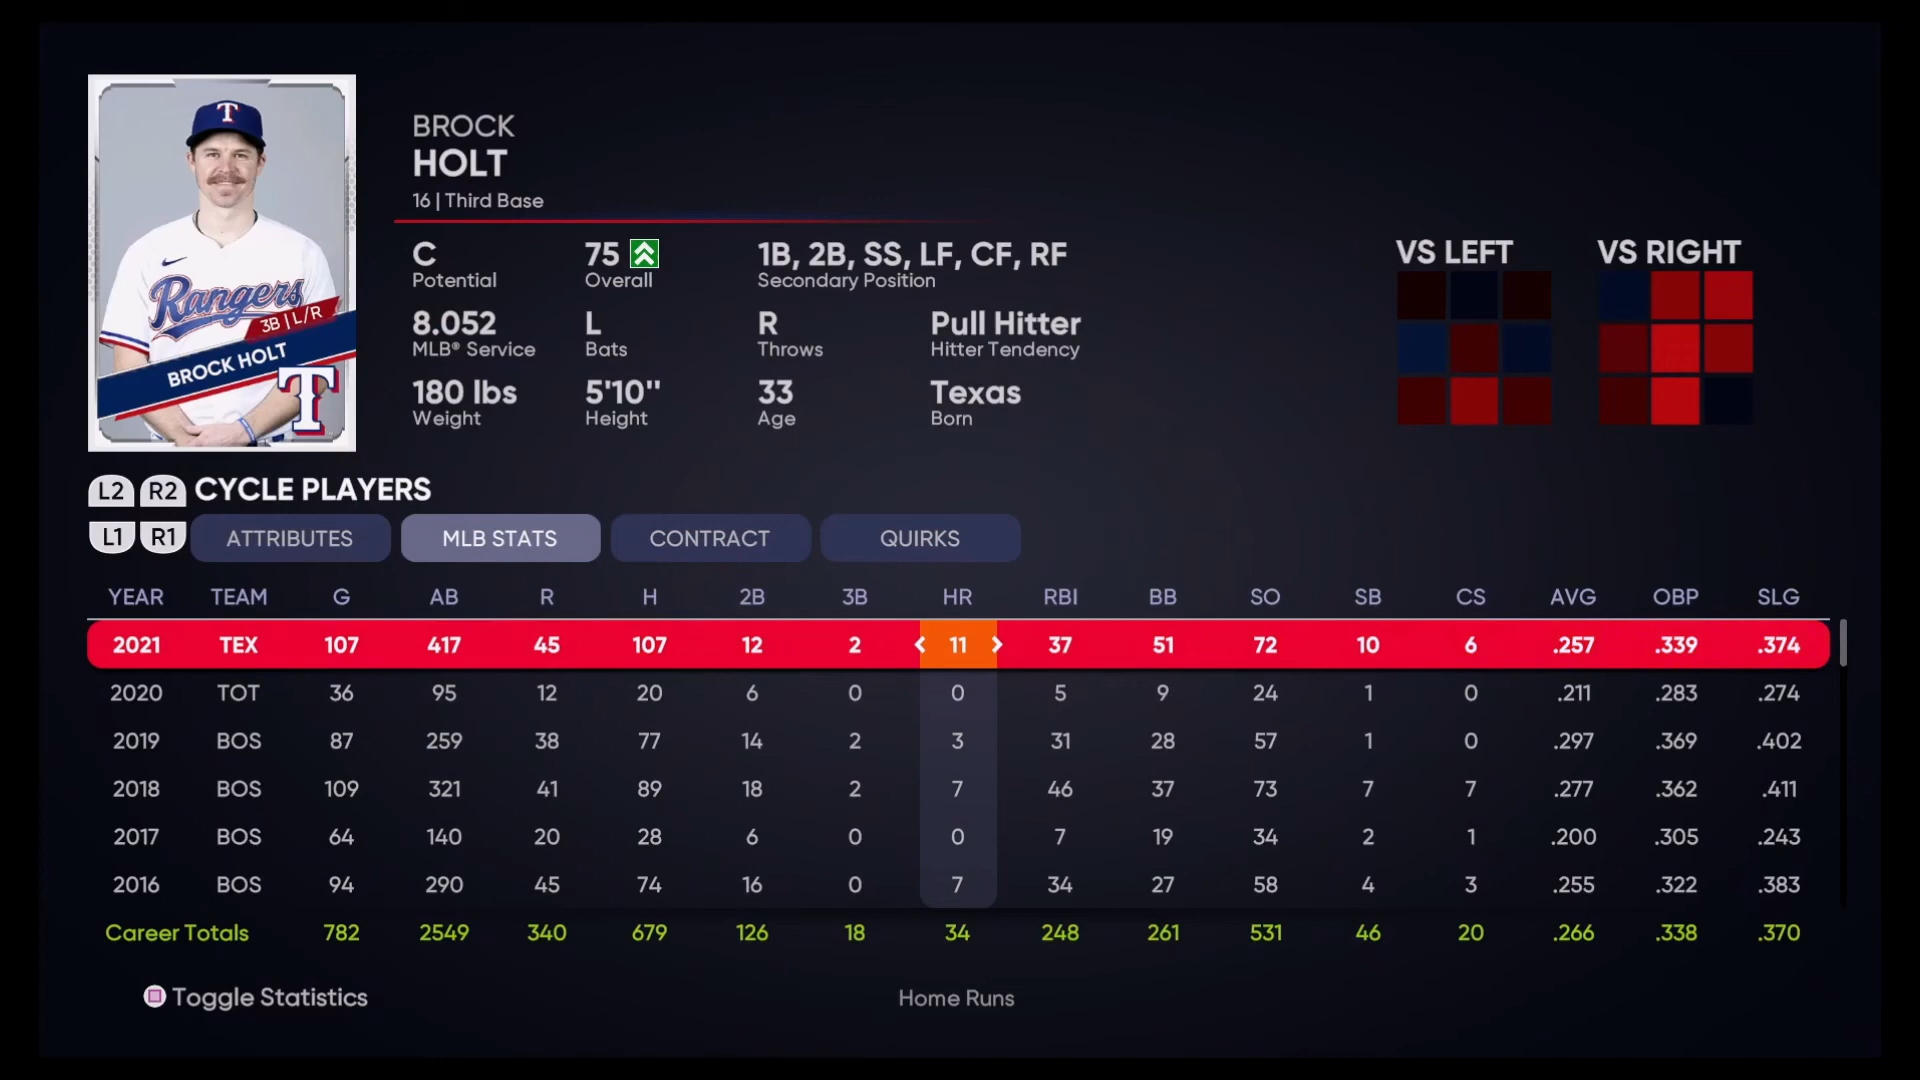 T
Rangers
3B | L/R
BROCK HOLT
T
BROCK
HOLT
16 | Third Base
C 75 1B, 2B, SS, LF, CF, RF
Potential Overall Secondary Position
8.052 L R Pull Hitter
MLB® Service Bats Throws Hitter Tendency
180 lbs 5'10" 33 Texas
Weight Height Age Born
VS LEFT VS RIGHT
L2 R2 CYCLE PLAYERS
L1 R1 ATTRIBUTES MLB STATS CONTRACT QUIRKS
YEAR TEAM G AB R H 2B 3B HR RBI BB SO SB CS AVG OBP SLG
2021 TEX 107 417 45 107 12 2 11 37 51 72 10 6 .257 .339 .374
2020 TOT 36 95 12 20 6 0 0 5 9 24 1 0 .211 .283 .274
2019 BOS 87 259 38 77 14 2 3 31 28 57 1 0 .297 .369 .402
2018 BOS 109 321 41 89 18 2 7 46 37 73 7 7 .277 .362 .411
2017 BOS 64 140 20 28 6 0 0 7 19 34 2 1 .200 .305 .243
2016 BOS 94 290 45 74 16 0 7 34 27 58 4 3 .255 .322 .383
Career Totals 782 2549 340 679 126 18 34 248 261 531 46 20 .266 .338 .370
Toggle Statistics Home Runs